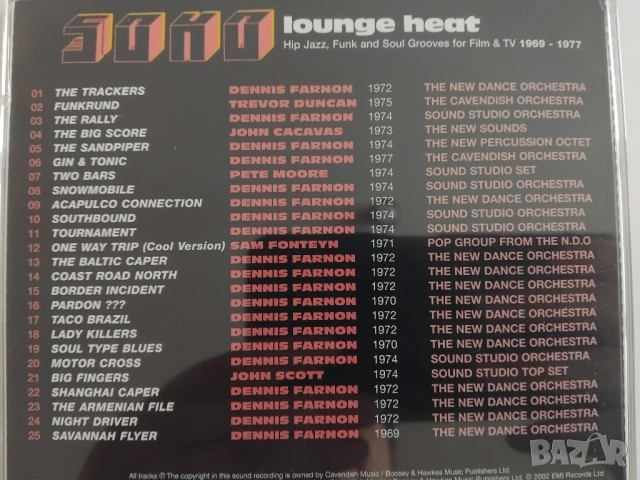 SOHO lounge heat
Hip Jazz, Funk and Soul Grooves for Film & TV 1969 - 1977
01 THE TRACKERS DENNIS FARNON 1972 THE NEW DANCE ORCHESTRA
02 FUNKRUND TREVOR DUNCAN 1975 THE CAVENDISH ORCHESTRA
03 THE RALLY DENNIS FARNON 1974 SOUND STUDIO ORCHESTRA
04 THE BIG SCORE JOHN CACAVAS 1973 THE NEW SOUNDS
05 THE SANDPIPER DENNIS FARNON 1974 THE NEW PERCUSSION OCTET
06 GIN & TONIC DENNIS FARNON 1977 THE CAVENDISH ORCHESTRA
07 TWO BARS PETE MOORE 1974 SOUND STUDIO SET
08 SNOWMOBILE DENNIS FARNON 1974 SOUND STUDIO ORCHESTRA
09 ACAPULCO CONNECTION DENNIS FARNON 1972 THE NEW DANCE ORCHESTRA
10 SOUTHBOUND DENNIS FARNON 1974 SOUND STUDIO ORCHESTRA
11 TOURNAMENT DENNIS FARNON 1974 SOUND STUDIO ORCHESTRA
12 ONE WAY TRIP (Cool Version) SAM FONTEYN 1971 POP GROUP FROM THE N.D.O
13 THE BALTIC CAPER DENNIS FARNON 1972 THE NEW DANCE ORCHESTRA
14 COAST ROAD NORTH DENNIS FARNON 1972 THE NEW DANCE ORCHESTRA
15 BORDER INCIDENT DENNIS FARNON 1972 THE NEW DANCE ORCHESTRA
16 PARDON ??? DENNIS FARNON 1970 THE NEW DANCE ORCHESTRA
17 TACO BRAZIL DENNIS FARNON 1972 THE NEW DANCE ORCHESTRA
18 LADY KILLERS DENNIS FARNON 1972 THE NEW DANCE ORCHESTRA
19 SOUL TYPE BLUES DENNIS FARNON 1970 THE NEW DANCE ORCHESTRA
20 MOTOR CROSS DENNIS FARNON 1974 SOUND STUDIO ORCHESTRA
21 BIG FINGERS JOHN SCOTT 1974 SOUND STUDIO TOP SET
22 SHANGHAI CAPER DENNIS FARNON 1972 THE NEW DANCE ORCHESTRA
23 THE ARMENIAN FILE DENNIS FARNON 1972 THE NEW DANCE ORCHESTRA
24 NIGHT DRIVER DENNIS FARNON 1972 THE NEW DANCE ORCHESTRA
25 SAVANNAH FLYER DENNIS FARNON 1969 THE NEW DANCE ORCHESTRA
All tracks ℗ The copyright in this sound recording is owned by Cavendish Music / Boosey & Hawkes Music Publishers Ltd. © 2002 EMI Records Ltd.
Boosey & Hawkes Music Publishers Ltd
BAZAR